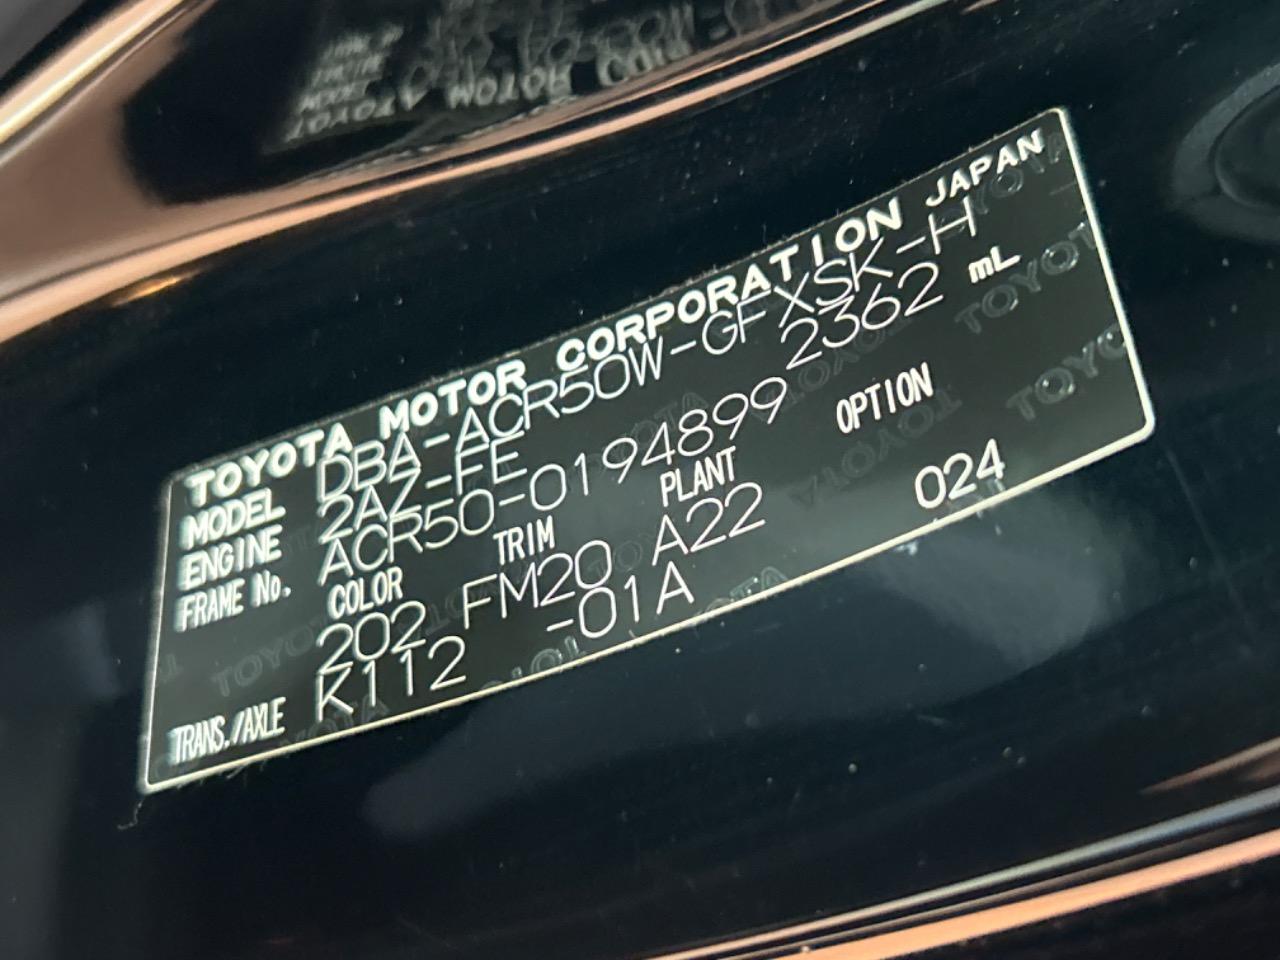 TOYOTA MOTOR CORPORATION JAPAN
MODEL DBA-ACR50W-GFXSK-H
ENGINE 2AZ-FE 2362 mL
FRAME No. ACR50-0194899
COLOR TRIM PLANT OPTION
202 FM20 A22 024
TRANS./AXLE K112 -01A